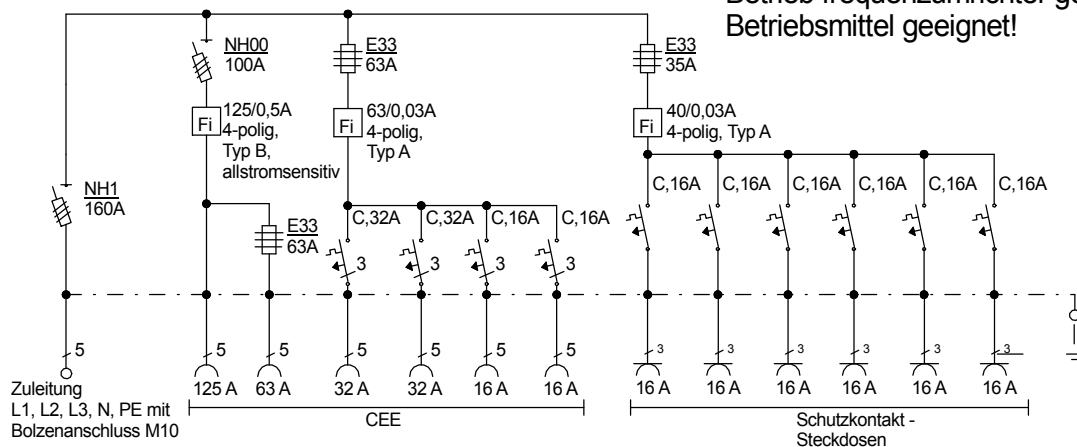 Betriebsmittel geeignet!
NH00
100A
E33
63A
E33
35A
Fi
125/0,5A
4-polig,
Typ B,
allstromsensitiv
Fi
63/0,03A
4-polig,
Typ A
Fi
40/0,03A
4-polig, Typ A
NH1
160A
E33
63A
C,32A
C,32A
C,16A
C,16A
C,16A
C,16A
C,16A
C,16A
C,16A
C,16A
3
3
3
3
5
5
5
5
5
5
5
3
3
3
3
3
3
125 A
63 A
32 A
32 A
16 A
16 A
16 A
16 A
16 A
16 A
16 A
16 A
Zuleitung
L1, L2, L3, N, PE mit
Bolzenanschluss M10
CEE
Schutzkontakt -
Steckdosen